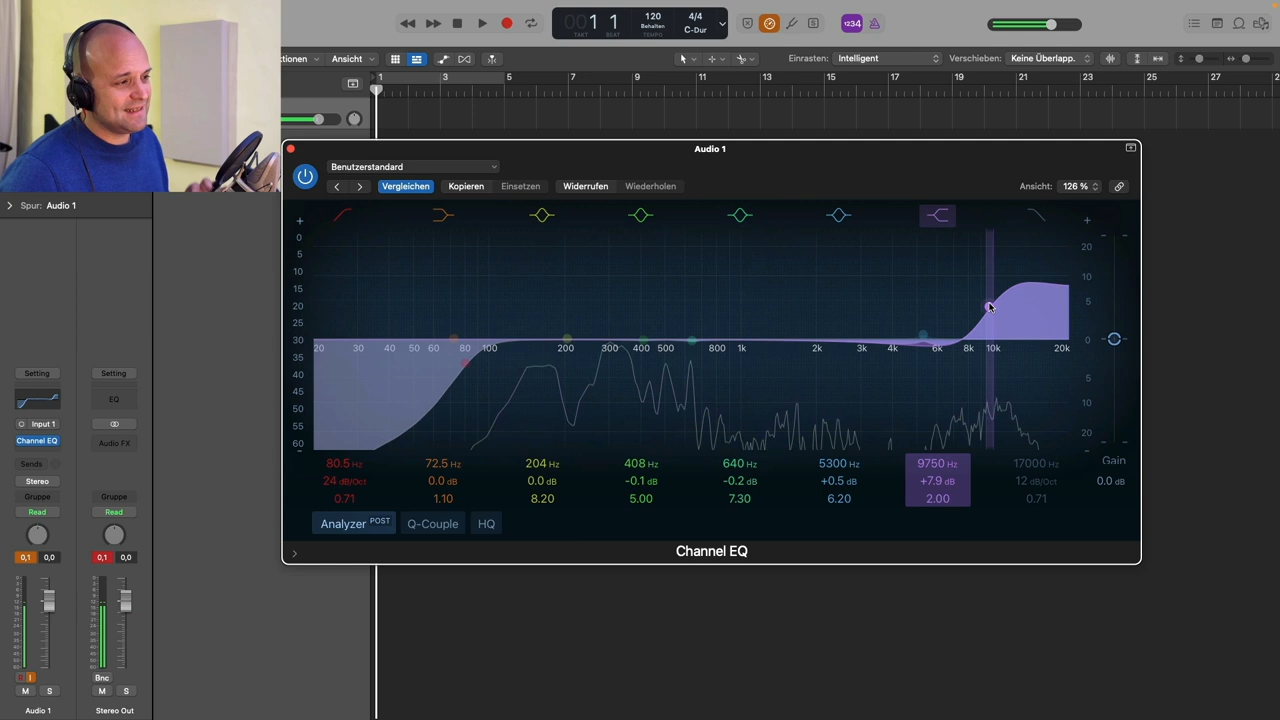 1 1
TAKT BEAT
120
Behalten
TEMPO
4/4
C-Dur
1234
tionen
Ansicht
Einrasten: Intelligent
Verschieben: Keine Überlapp.
1 3 5 7 9 11 13 15 17 19 21 23 25 27
Spur: Audio 1
Audio 1
Benutzerstandard
Vergleichen
Kopieren
Einsetzen
Widerrufen
Wiederholen
Ansicht: 126 %
+ +
0
5
10
15
20
25
30
35
40
45
50
55
60
-
20
10
5
0
5
10
20
-
20 30 40 50 60 80 100 200 300 400 500 800 1k 2k 3k 4k 6k 8k 10k 20k
80.5 Hz 72.5 Hz 204 Hz 408 Hz 640 Hz 5300 Hz 9750 Hz 17000 Hz
24 dB/Oct 0.0 dB 0.0 dB -0.1 dB -0.2 dB +0.5 dB +7.9 dB 12 dB/Oct
0.71 1.10 8.20 5.00 7.30 6.20 2.00 0.71
Gain
0.0 dB
Analyzer POST
Q-Couple
HQ
Channel EQ
Setting Setting
EQ
Input 1
Channel EQ Audio FX
Sends
Stereo
Gruppe Gruppe
Read Read
0,1 0,0 0,1 0,0
R I Bnc
M S M S
Audio 1 Stereo Out